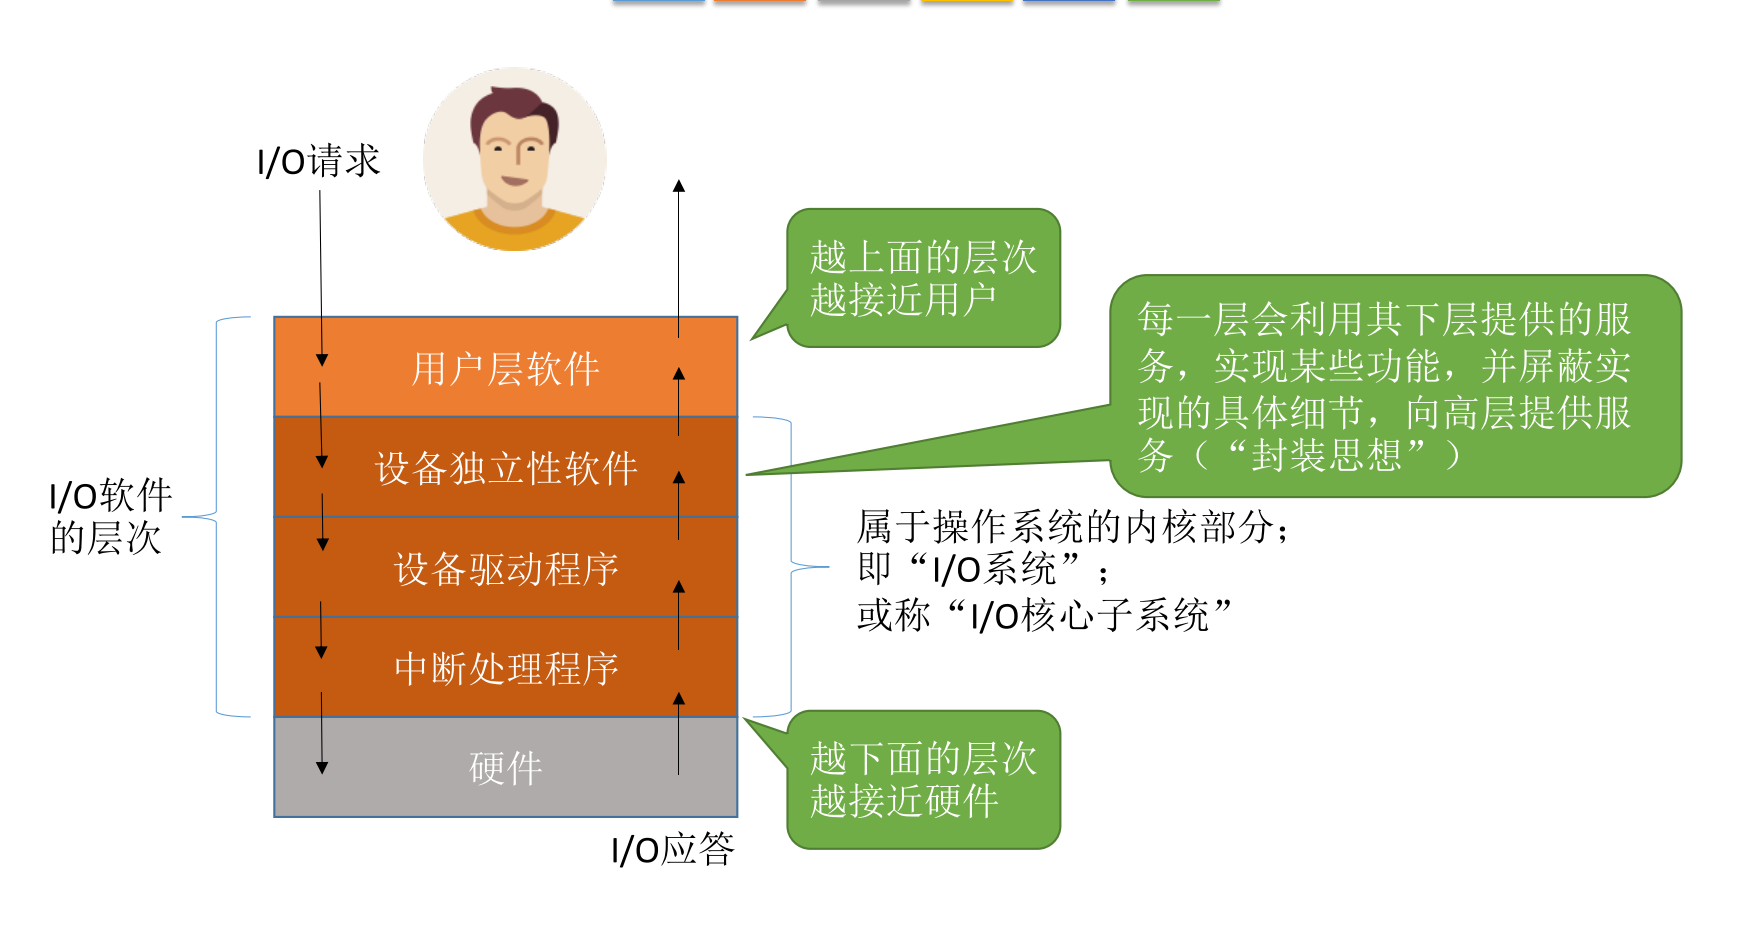 I/O请求
越上面的层次
越接近用户
每一层会利用其下层提供的服
务，实现某些功能，并屏蔽实
现的具体细节，向高层提供服
务（“封装思想”）
用户层软件
设备独立性软件
I/O软件
的层次
属于操作系统的内核部分；
即“I/O系统”；
或称“I/O核心子系统”
设备驱动程序
中断处理程序
硬件
越下面的层次
越接近硬件
I/O应答